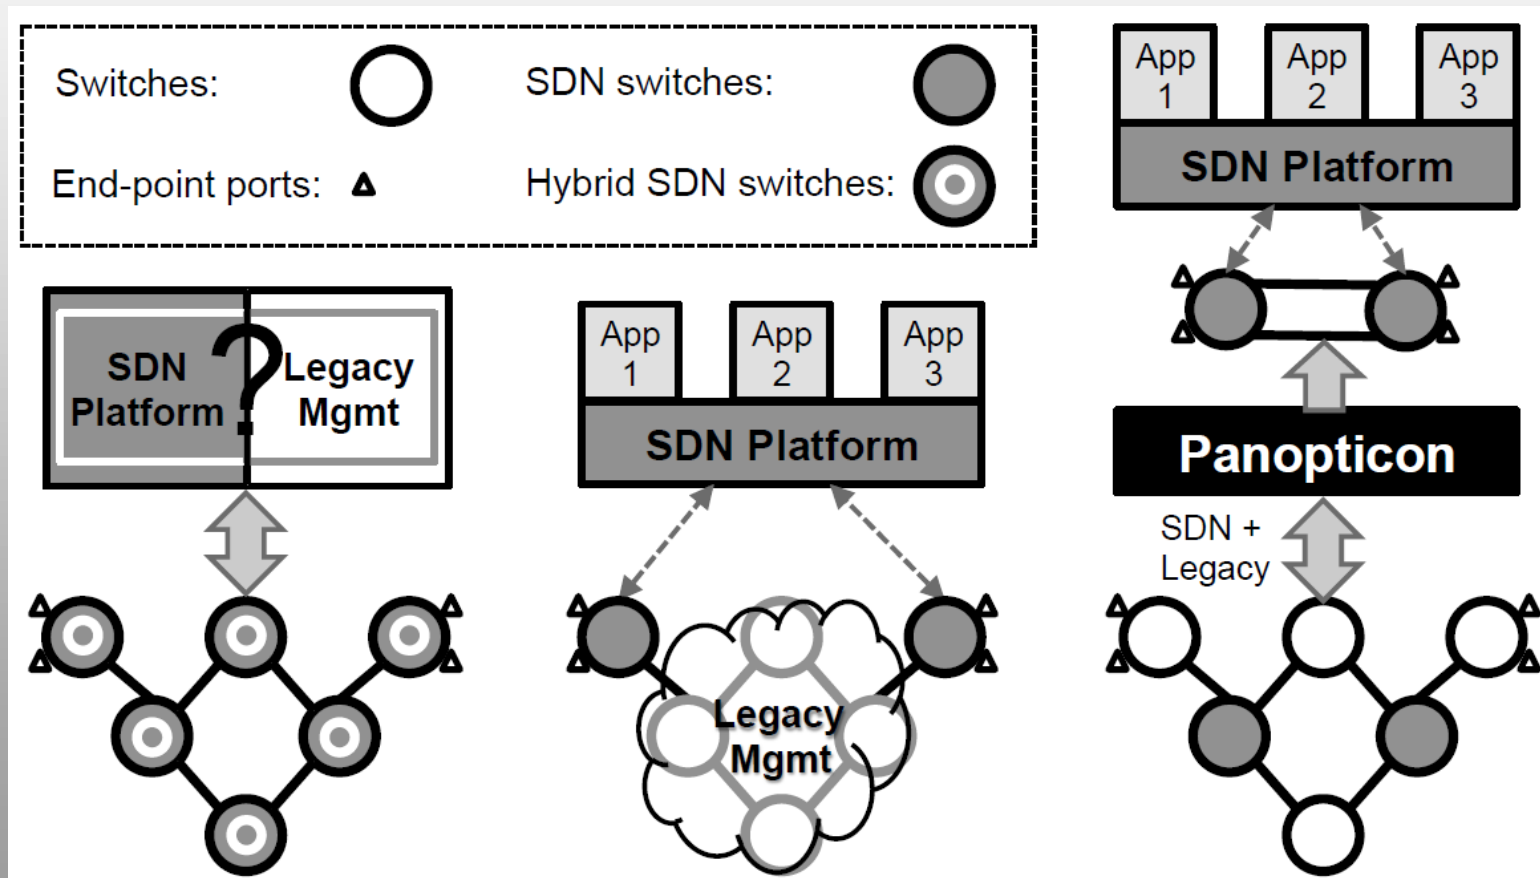 Switches:
SDN switches:
End-point ports:
Hybrid SDN switches:
SDN
Platform
?
Legacy
Mgmt
App
1
App
2
App
3
SDN Platform
Legacy
Mgmt
App
1
App
2
App
3
SDN Platform
Panopticon
SDN +
Legacy